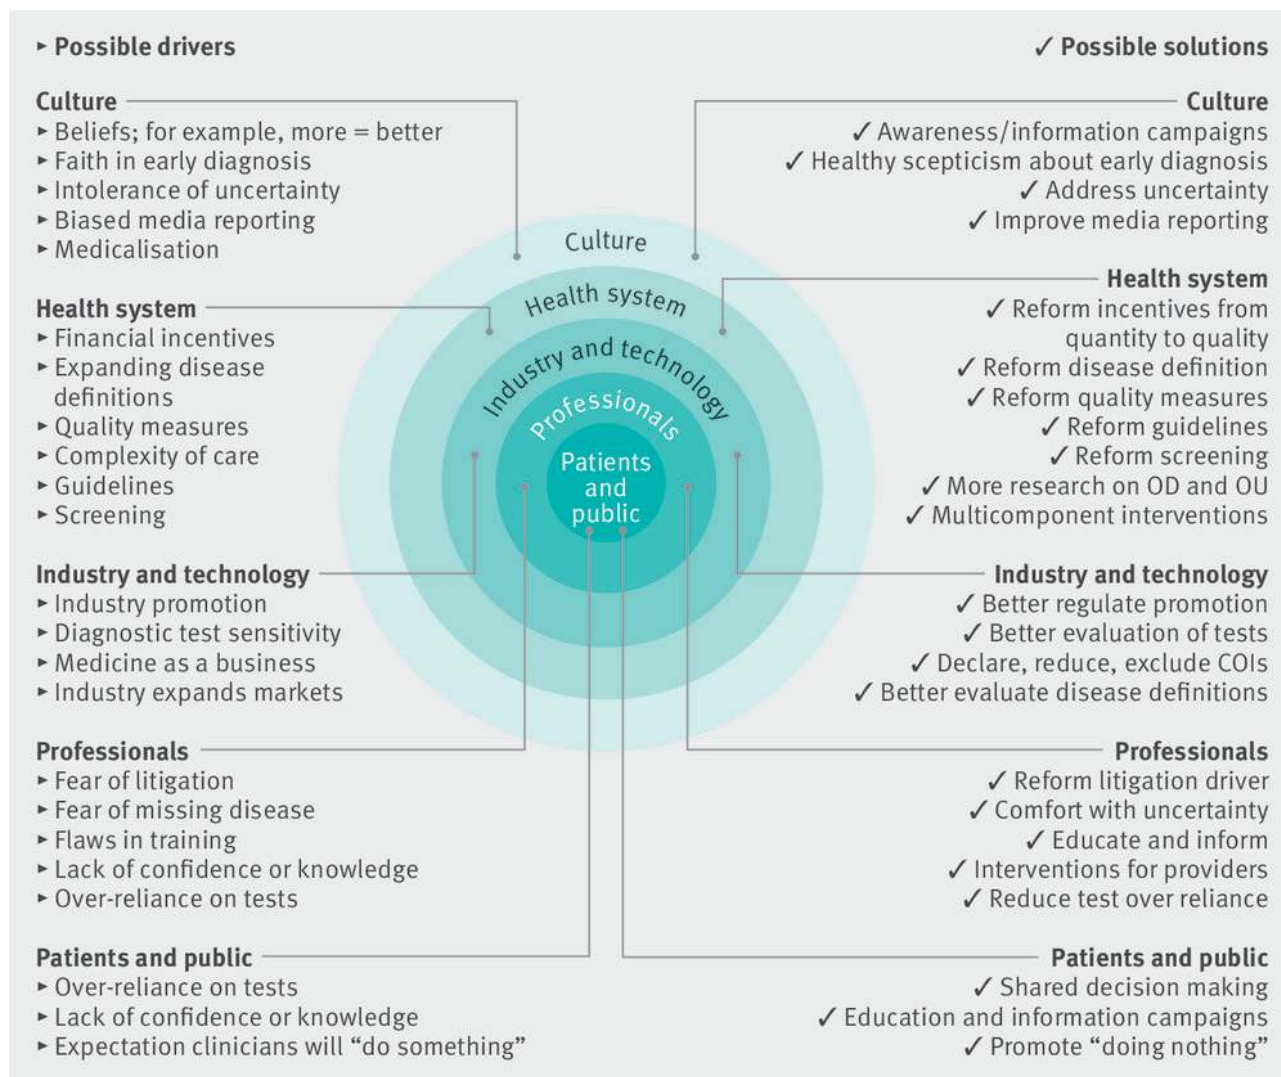 ▸ Possible drivers
✓ Possible solutions
Culture
▸ Beliefs; for example, more = better
▸ Faith in early diagnosis
▸ Intolerance of uncertainty
▸ Biased media reporting
▸ Medicalisation
Health system
▸ Financial incentives
▸ Expanding disease
definitions
▸ Quality measures
▸ Complexity of care
▸ Guidelines
▸ Screening
Industry and technology
▸ Industry promotion
▸ Diagnostic test sensitivity
▸ Medicine as a business
▸ Industry expands markets
Professionals
▸ Fear of litigation
▸ Fear of missing disease
▸ Flaws in training
▸ Lack of confidence or knowledge
▸ Over-reliance on tests
Patients and public
▸ Over-reliance on tests
▸ Lack of confidence or knowledge
▸ Expectation clinicians will “do something”
Culture
Health system
Industry and technology
Professionals
Patients
and
public
Culture
✓ Awareness/information campaigns
✓ Healthy scepticism about early diagnosis
✓ Address uncertainty
✓ Improve media reporting
Health system
✓ Reform incentives from
quantity to quality
✓ Reform disease definition
✓ Reform quality measures
✓ Reform guidelines
✓ Reform screening
✓ More research on OD and OU
✓ Multicomponent interventions
Industry and technology
✓ Better regulate promotion
✓ Better evaluation of tests
✓ Declare, reduce, exclude COIs
✓ Better evaluate disease definitions
Professionals
✓ Reform litigation driver
✓ Comfort with uncertainty
✓ Educate and inform
✓ Interventions for providers
✓ Reduce test over reliance
Patients and public
✓ Shared decision making
✓ Education and information campaigns
✓ Promote “doing nothing”